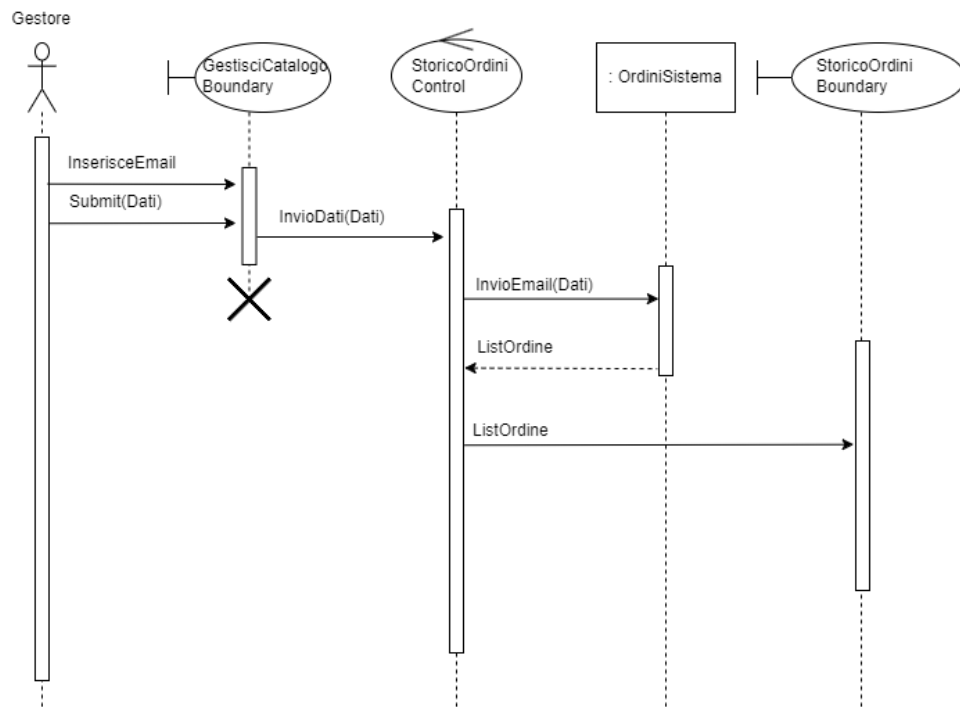 Gestore
GestisciCatalogo
Boundary
StoricoOrdini
Control
: OrdiniSistema
StoricoOrdini
Boundary
InserisceEmail
Submit(Dati)
InvioDati(Dati)
InvioEmail(Dati)
ListOrdine
ListOrdine